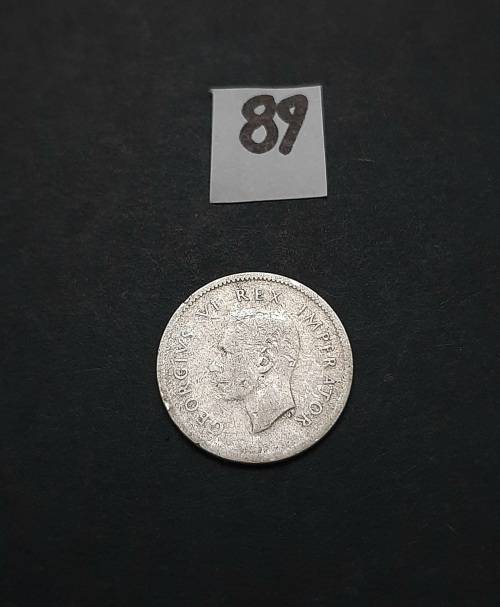 89
GEORGIVS VI REX IMPERATOR